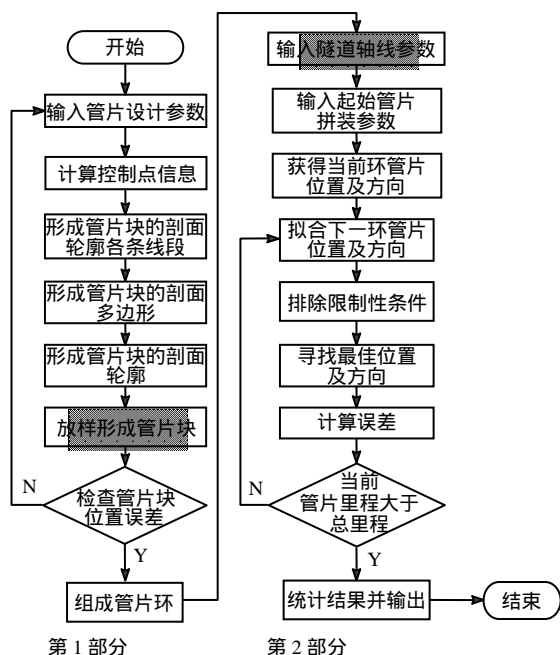 开始
输入管片设计参数
计算控制点信息
形成管片块的剖面
轮廓各条线段
形成管片块的剖面
多边形
形成管片块的剖面
轮廓
放样形成管片块
检查管片块
位置误差
N
Y
组成管片环
第 1 部分
输入隧道轴线参数
输入起始管片
拼装参数
获得当前环管片
位置及方向
拟合下一环管片
位置及方向
排除限制性条件
寻找最佳位置
及方向
计算误差
当前
管片里程大于
总里程
N
Y
统计结果并输出
结束
第 2 部分